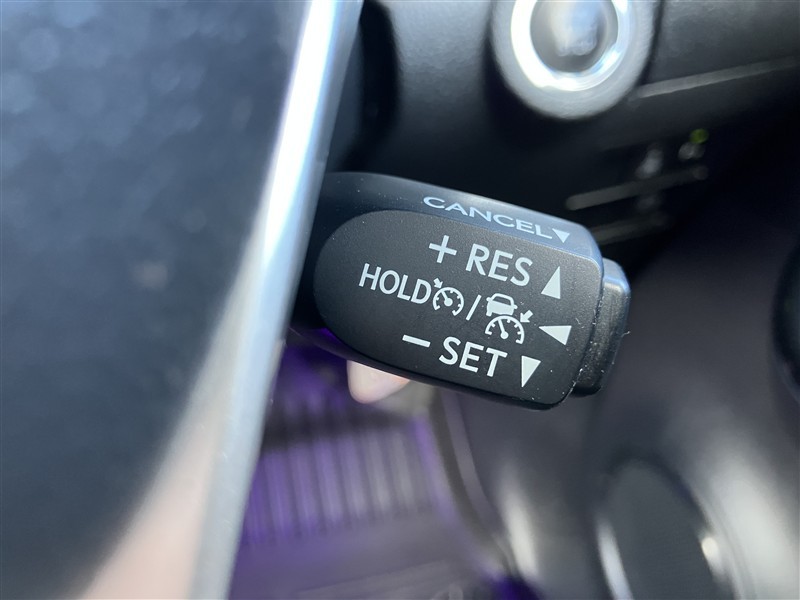 CANCEL▼
+ RES ▲
HOLD / ◀
− SET ▼